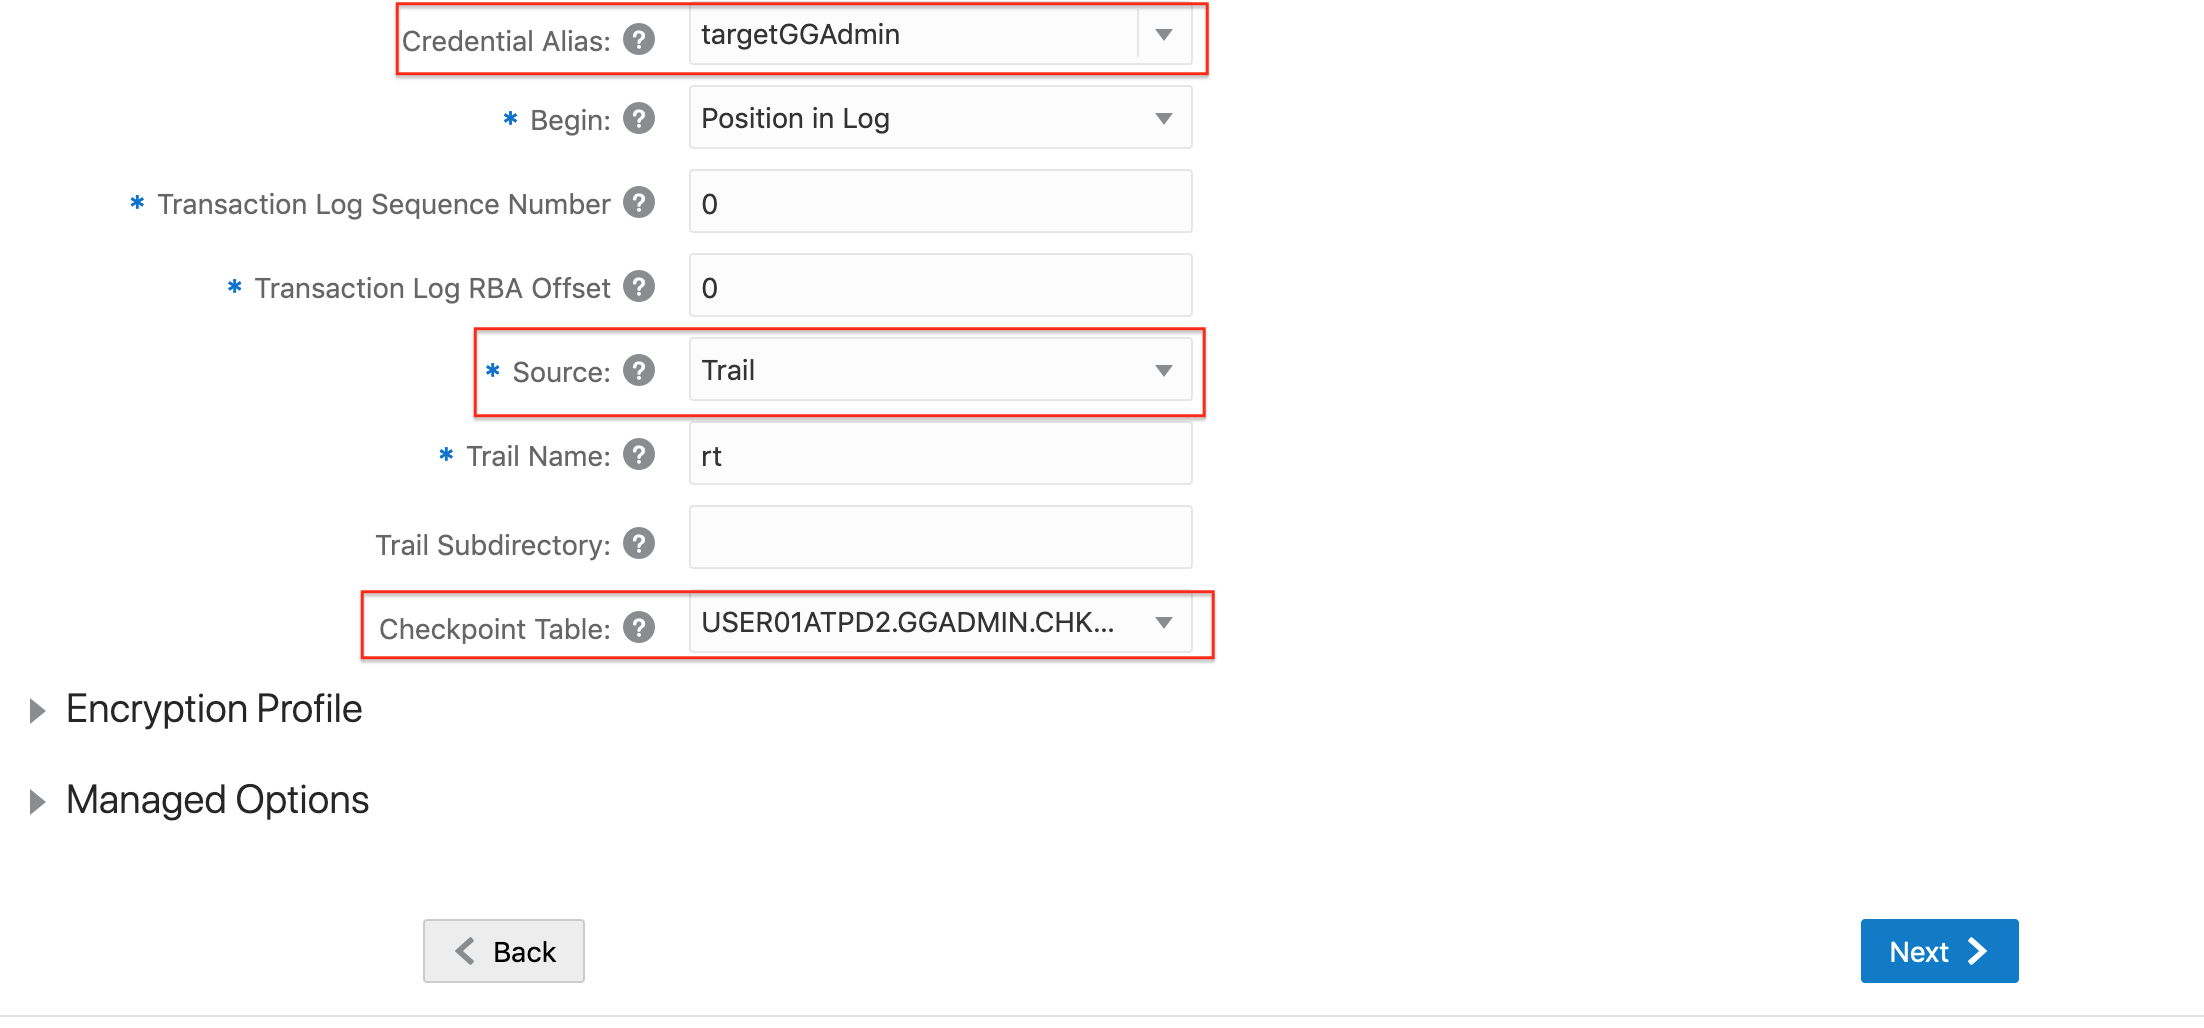 Credential Alias: ? targetGGAdmin
* Begin: ? Position in Log
* Transaction Log Sequence Number ? 0
* Transaction Log RBA Offset ? 0
* Source: ? Trail
* Trail Name: ? rt
Trail Subdirectory: ?
Checkpoint Table: ? USER01ATPD2.GGADMIN.CHK...
Encryption Profile
Managed Options
Back Next